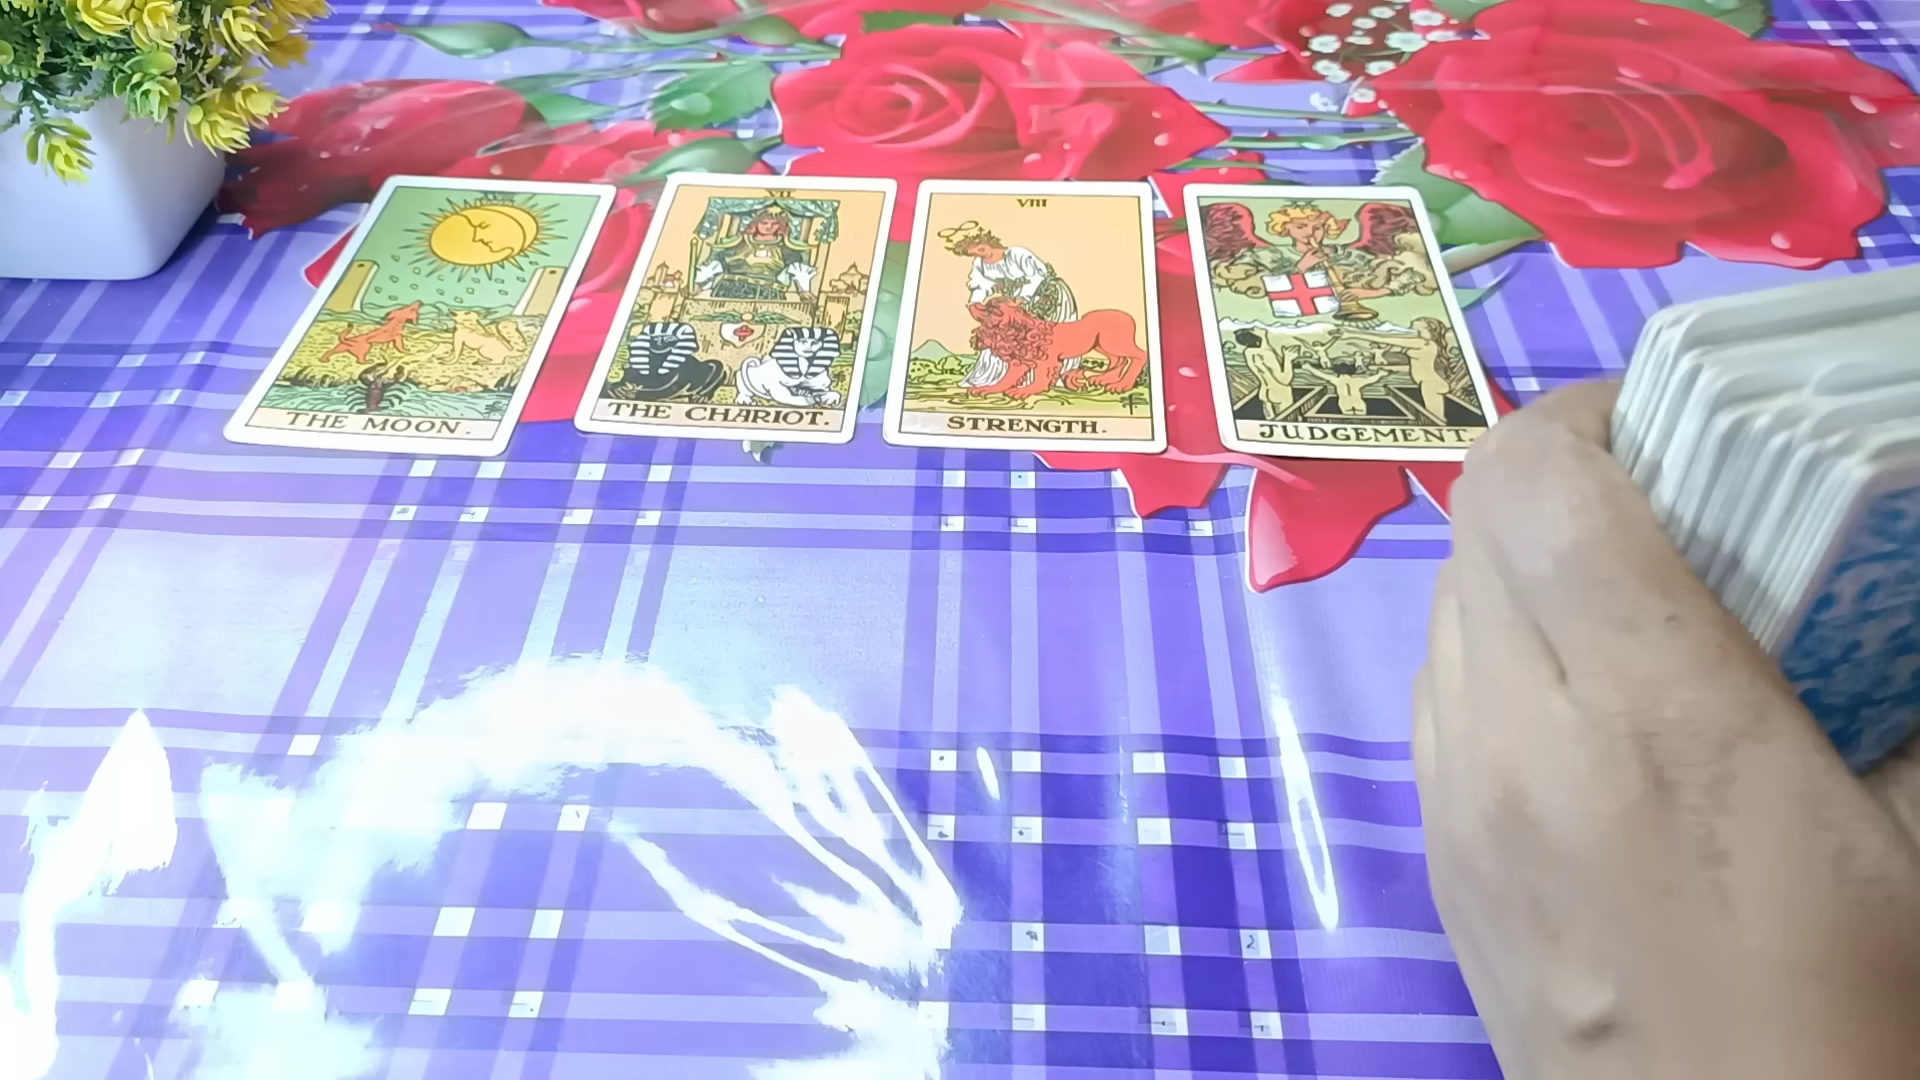 THE MOON.
VII
THE CHARIOT.
VIII
STRENGTH.
JUDGEMENT.